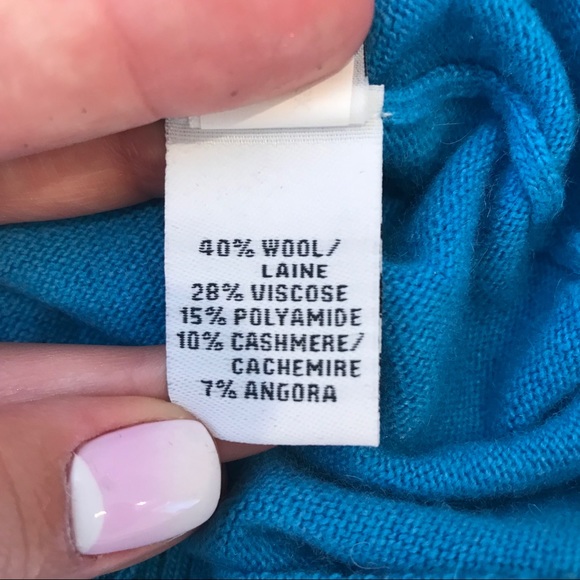 40% WOOL/
LAINE
28% VISCOSE
15% POLYAMIDE
10% CASHMERE/
CACHEMIRE
7% ANGORA